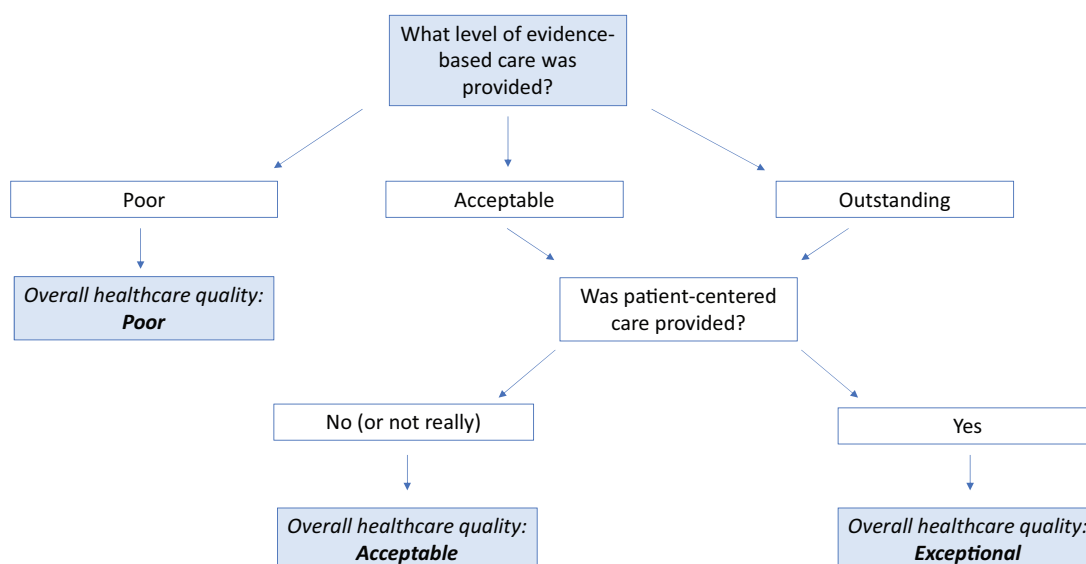 What level of evidence-
based care was
provided?
Poor
Acceptable
Outstanding
Overall healthcare quality:
Poor
Was patient-centered
care provided?
No (or not really)
Yes
Overall healthcare quality:
Acceptable
Overall healthcare quality:
Exceptional